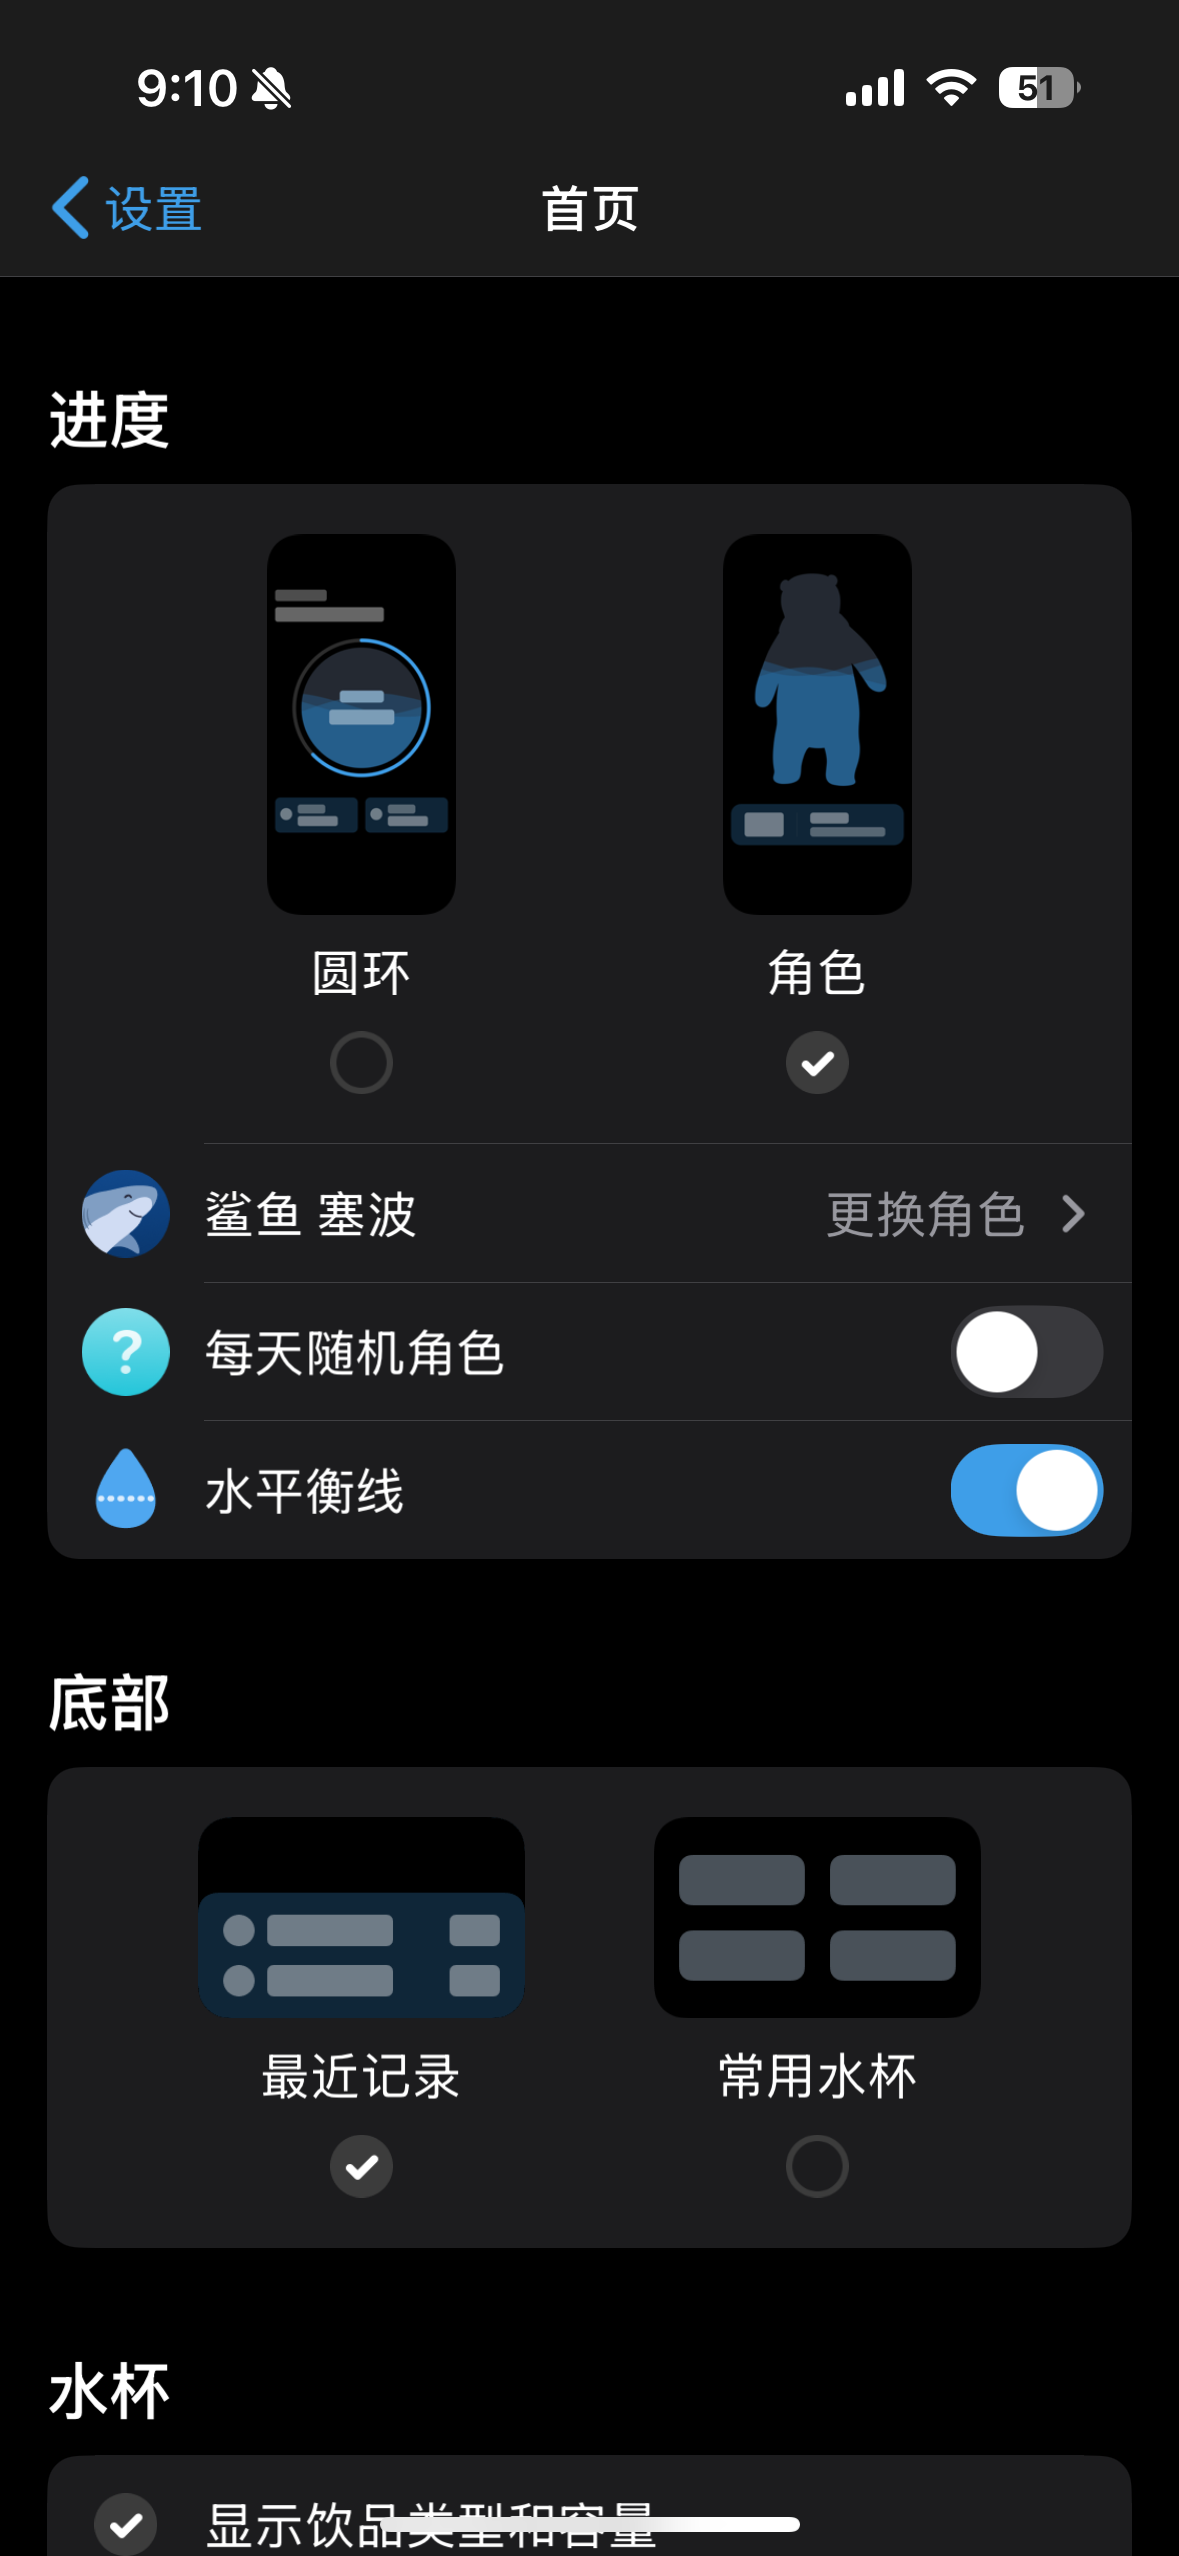 9:10
51
设置
首页
进度
圆环
角色
鲨鱼 塞波
更换角色
?
每天随机角色
水平衡线
底部
最近记录
常用水杯
水杯
显示饮品类型和容量